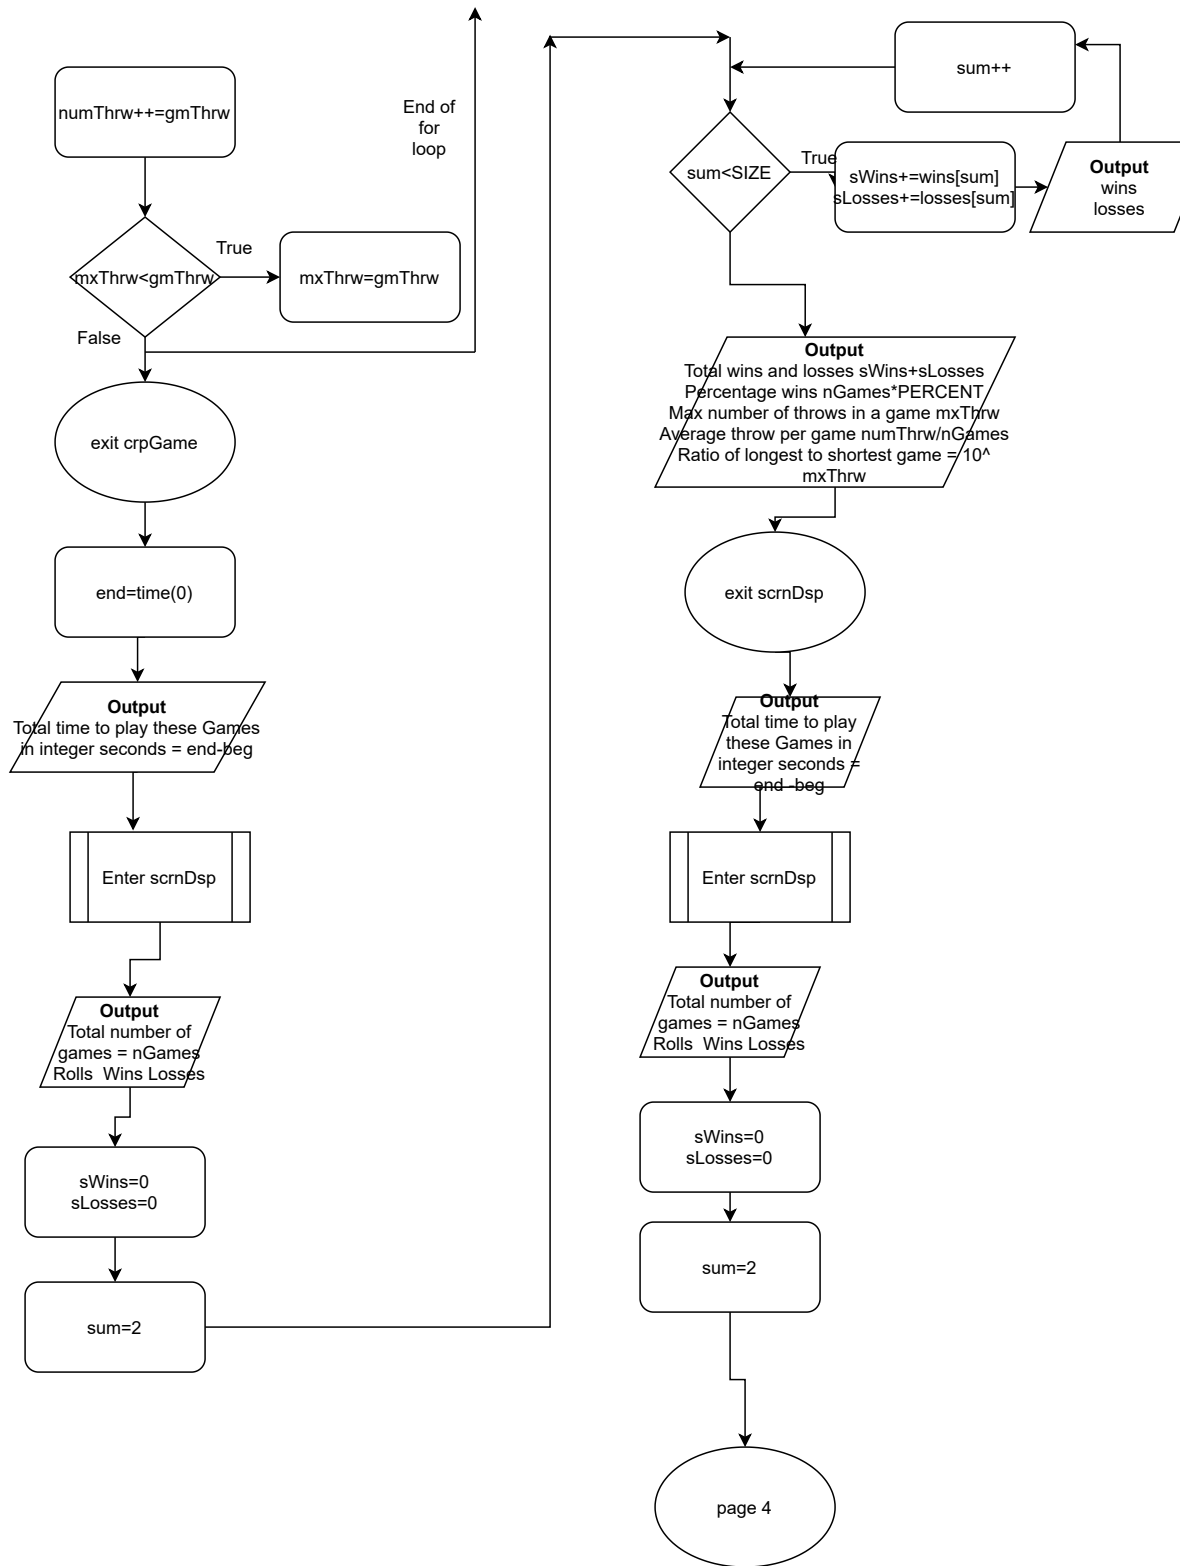 numThrw++=gmThrw
End of
for
loop
mxThrw<gmThrw
True
mxThrw=gmThrw
False
exit crpGame
end=time(0)
Output
Total time to play these Games
in integer seconds = end-beg
Enter scrnDsp
Output
Total number of
games = nGames
Rolls  Wins Losses
sWins=0
sLosses=0
sum=2
sum++
sum<SIZE
True
sWins+=wins[sum]
sLosses+=losses[sum]
Output
wins
losses
Output
Total wins and losses sWins+sLosses
Percentage wins nGames*PERCENT
Max number of throws in a game mxThrw
Average throw per game numThrw/nGames
Ratio of longest to shortest game = 10^
mxThrw
exit scrnDsp
Output
Total time to play
these Games in
integer seconds =
end -beg
Enter scrnDsp
Output
Total number of
games = nGames
Rolls  Wins Losses
sWins=0
sLosses=0
sum=2
page 4